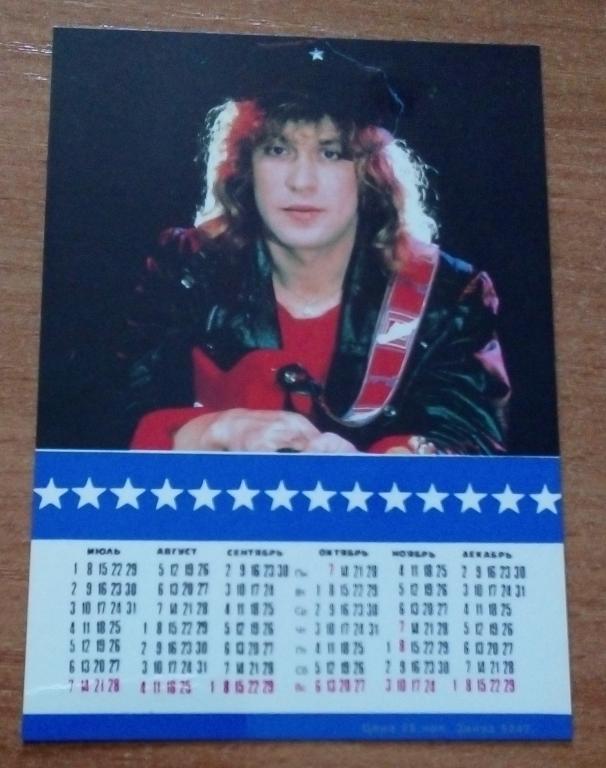 ИЮЛЬ АВГУСТ СЕНТЯБРЬ ОКТЯБРЬ НОЯБРЬ ДЕКАБРЬ
1 8 15 22 29 5 12 19 26 2 9 16 23 30 Пн 7 14 21 28 4 11 18 25 2 9 16 23 30
2 9 16 23 30 6 13 20 27 3 10 17 24 Вт 1 8 15 22 29 5 12 19 26 3 10 17 24 31
3 10 17 24 31 7 14 21 28 4 11 18 25 Ср 2 9 16 23 30 6 13 20 27 4 11 18 25
4 11 18 25 1 8 15 22 29 5 12 19 26 Чт 3 10 17 24 31 7 14 21 28 5 12 19 26
5 12 19 26 2 9 16 23 30 6 13 20 27 Пт 4 11 18 25 1 8 15 22 29 6 13 20 27
6 13 20 27 3 10 17 24 31 7 14 21 28 Сб 5 12 19 26 2 9 16 23 30 7 14 21 28
7 14 21 28 4 11 18 25 1 8 15 22 29 Вс 6 13 20 27 3 10 17 24 1 8 15 22 29
Цена коп. Заказ